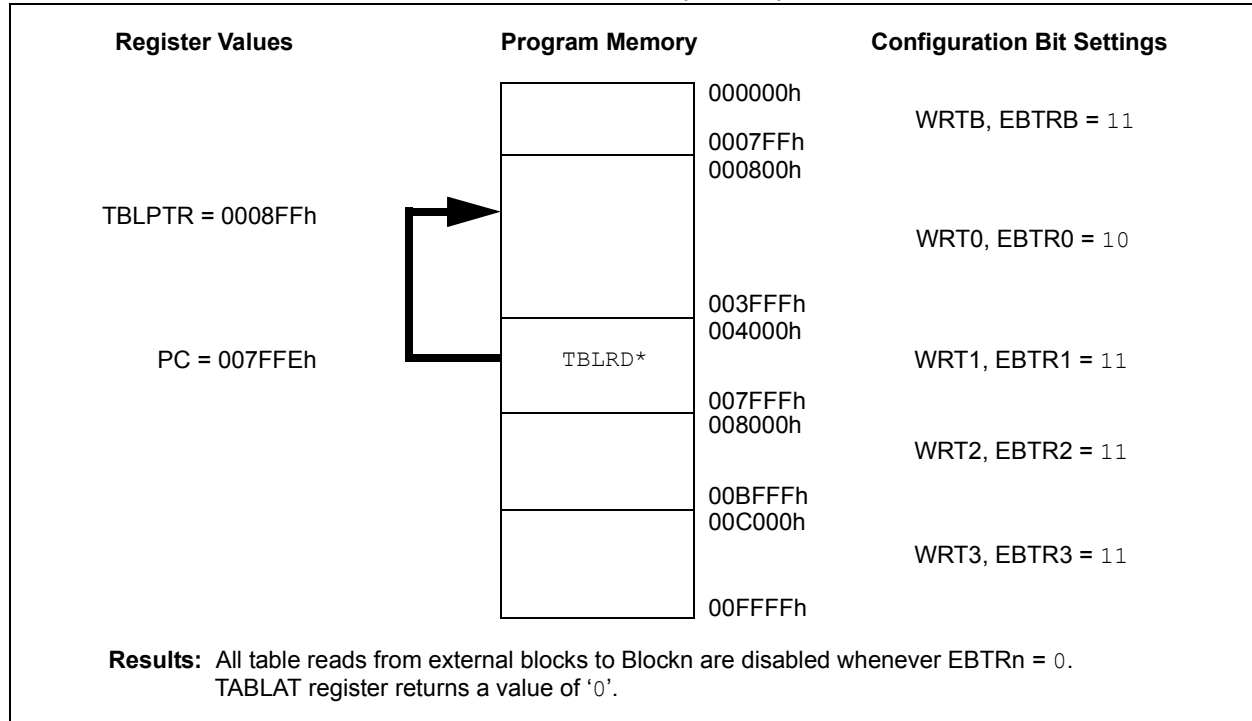 Register Values Program Memory Configuration Bit Settings
000000h
WRTB, EBTRB = 11
0007FFh
000800h
TBLPTR = 0008FFh
WRT0, EBTR0 = 10
003FFFh
004000h
PC = 007FFEh TBLRD* WRT1, EBTR1 = 11
007FFFh
008000h
WRT2, EBTR2 = 11
00BFFFh
00C000h
WRT3, EBTR3 = 11
00FFFFh
Results: All table reads from external blocks to Blockn are disabled whenever EBTRn = 0.
TABLAT register returns a value of ‘0’.